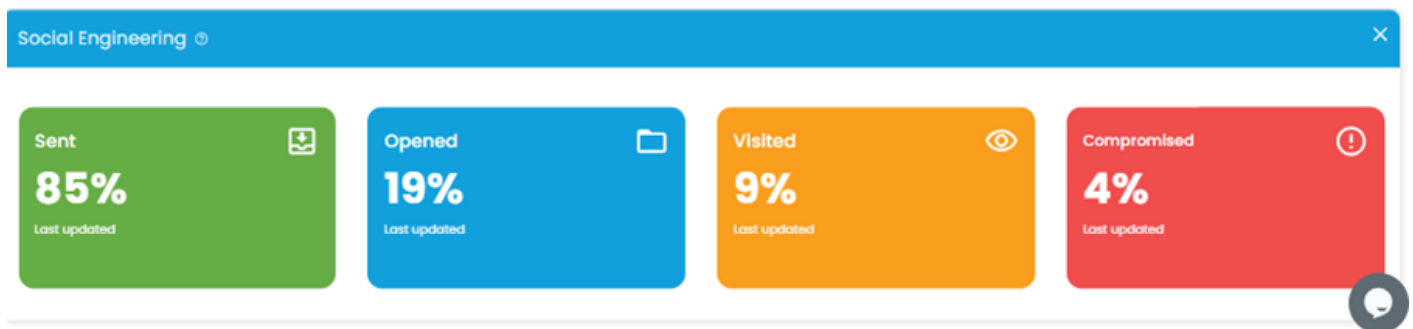 Social Engineering
Sent
85%
Last updated
Opened
19%
Last updated
Visited
9%
Last updated
Compromised
4%
Last updated